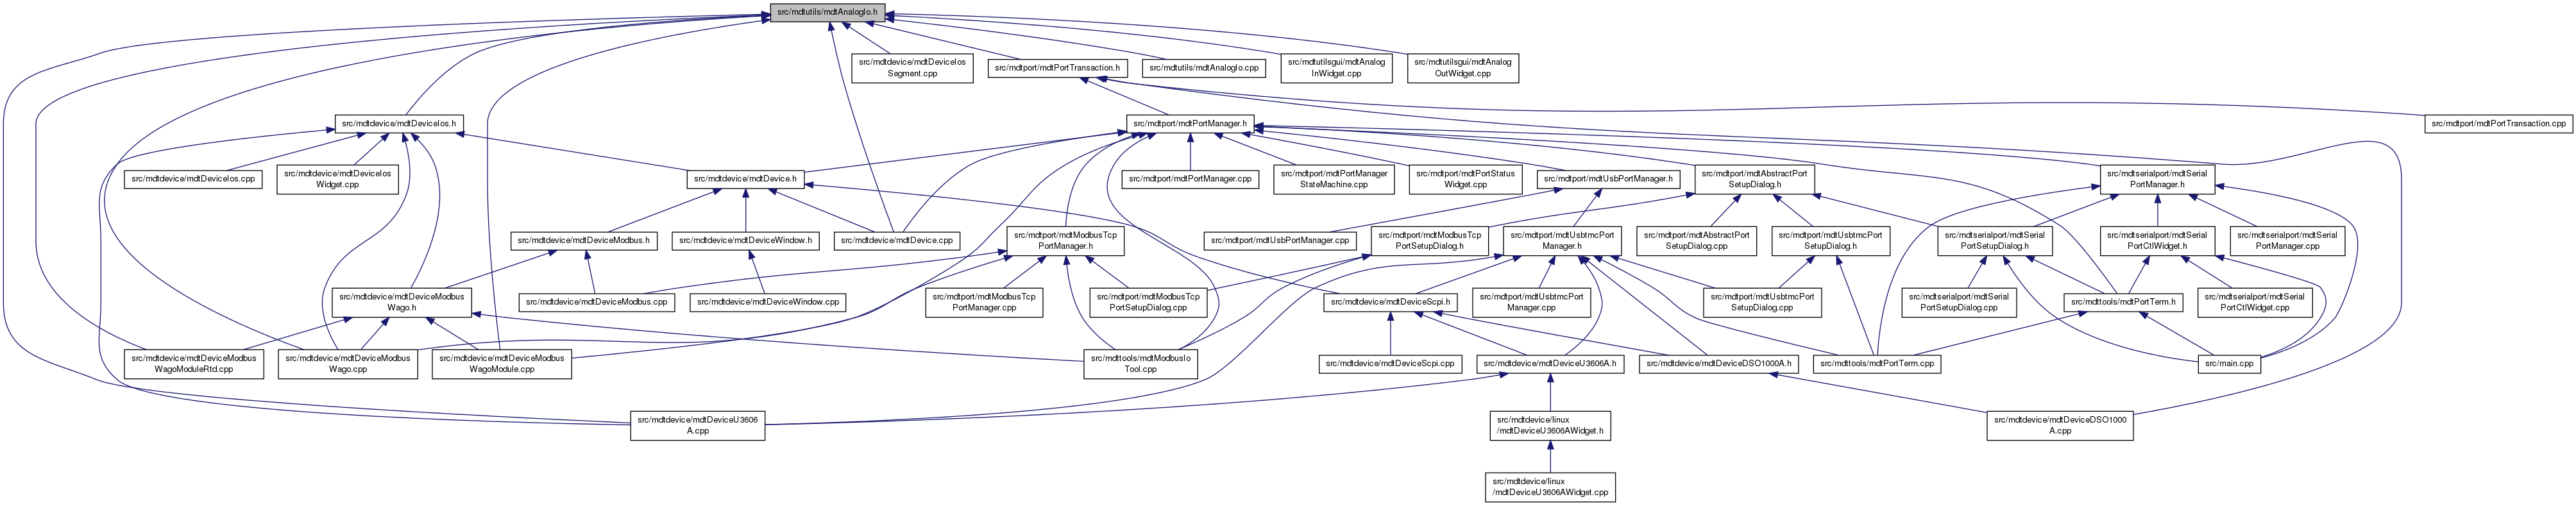 src/mdtutils/mdtAnalogIo.h
src/mdtdevice/mdtDeviceIos
Segment.cpp
src/mdtport/mdtPortTransaction.h
src/mdtutils/mdtAnalogIo.cpp
src/mdtutilsgui/mdtAnalog
InWidget.cpp
src/mdtutilsgui/mdtAnalog
OutWidget.cpp
src/mdtdevice/mdtDeviceIos.h
src/mdtport/mdtPortManager.h
src/mdtport/mdtPortTransaction.cpp
src/mdtdevice/mdtDeviceIos.cpp
src/mdtdevice/mdtDeviceIos
Widget.cpp
src/mdtdevice/mdtDevice.h
src/mdtport/mdtPortManager.cpp
src/mdtport/mdtPortManager
StateMachine.cpp
src/mdtport/mdtPortStatus
Widget.cpp
src/mdtport/mdtUsbPortManager.h
src/mdtport/mdtAbstractPort
SetupDialog.h
src/mdtserialport/mdtSerial
PortManager.h
src/mdtdevice/mdtDeviceModbus.h
src/mdtdevice/mdtDeviceWindow.h
src/mdtdevice/mdtDevice.cpp
src/mdtport/mdtModbusTcp
PortManager.h
src/mdtport/mdtUsbPortManager.cpp
src/mdtport/mdtModbusTcp
PortSetupDialog.h
src/mdtport/mdtUsbtmcPort
Manager.h
src/mdtport/mdtAbstractPort
SetupDialog.cpp
src/mdtport/mdtUsbtmcPort
SetupDialog.h
src/mdtserialport/mdtSerial
PortSetupDialog.h
src/mdtserialport/mdtSerial
PortCtlWidget.h
src/mdtserialport/mdtSerial
PortManager.cpp
src/mdtdevice/mdtDeviceModbus
Wago.h
src/mdtdevice/mdtDeviceModbus.cpp
src/mdtdevice/mdtDeviceWindow.cpp
src/mdtport/mdtModbusTcp
PortManager.cpp
src/mdtport/mdtModbusTcp
PortSetupDialog.cpp
src/mdtdevice/mdtDeviceScpi.h
src/mdtport/mdtUsbtmcPort
Manager.cpp
src/mdtport/mdtUsbtmcPort
SetupDialog.cpp
src/mdtserialport/mdtSerial
PortSetupDialog.cpp
src/mdttools/mdtPortTerm.h
src/mdtserialport/mdtSerial
PortCtlWidget.cpp
src/mdtdevice/mdtDeviceModbus
WagoModuleRtd.cpp
src/mdtdevice/mdtDeviceModbus
Wago.cpp
src/mdtdevice/mdtDeviceModbus
WagoModule.cpp
src/mdttools/mdtModbusIo
Tool.cpp
src/mdtdevice/mdtDeviceScpi.cpp
src/mdtdevice/mdtDeviceU3606A.h
src/mdtdevice/mdtDeviceDSO1000A.h
src/mdttools/mdtPortTerm.cpp
src/main.cpp
src/mdtdevice/mdtDeviceU3606
A.cpp
src/mdtdevice/linux
/mdtDeviceU3606AWidget.h
src/mdtdevice/mdtDeviceDSO1000
A.cpp
src/mdtdevice/linux
/mdtDeviceU3606AWidget.cpp